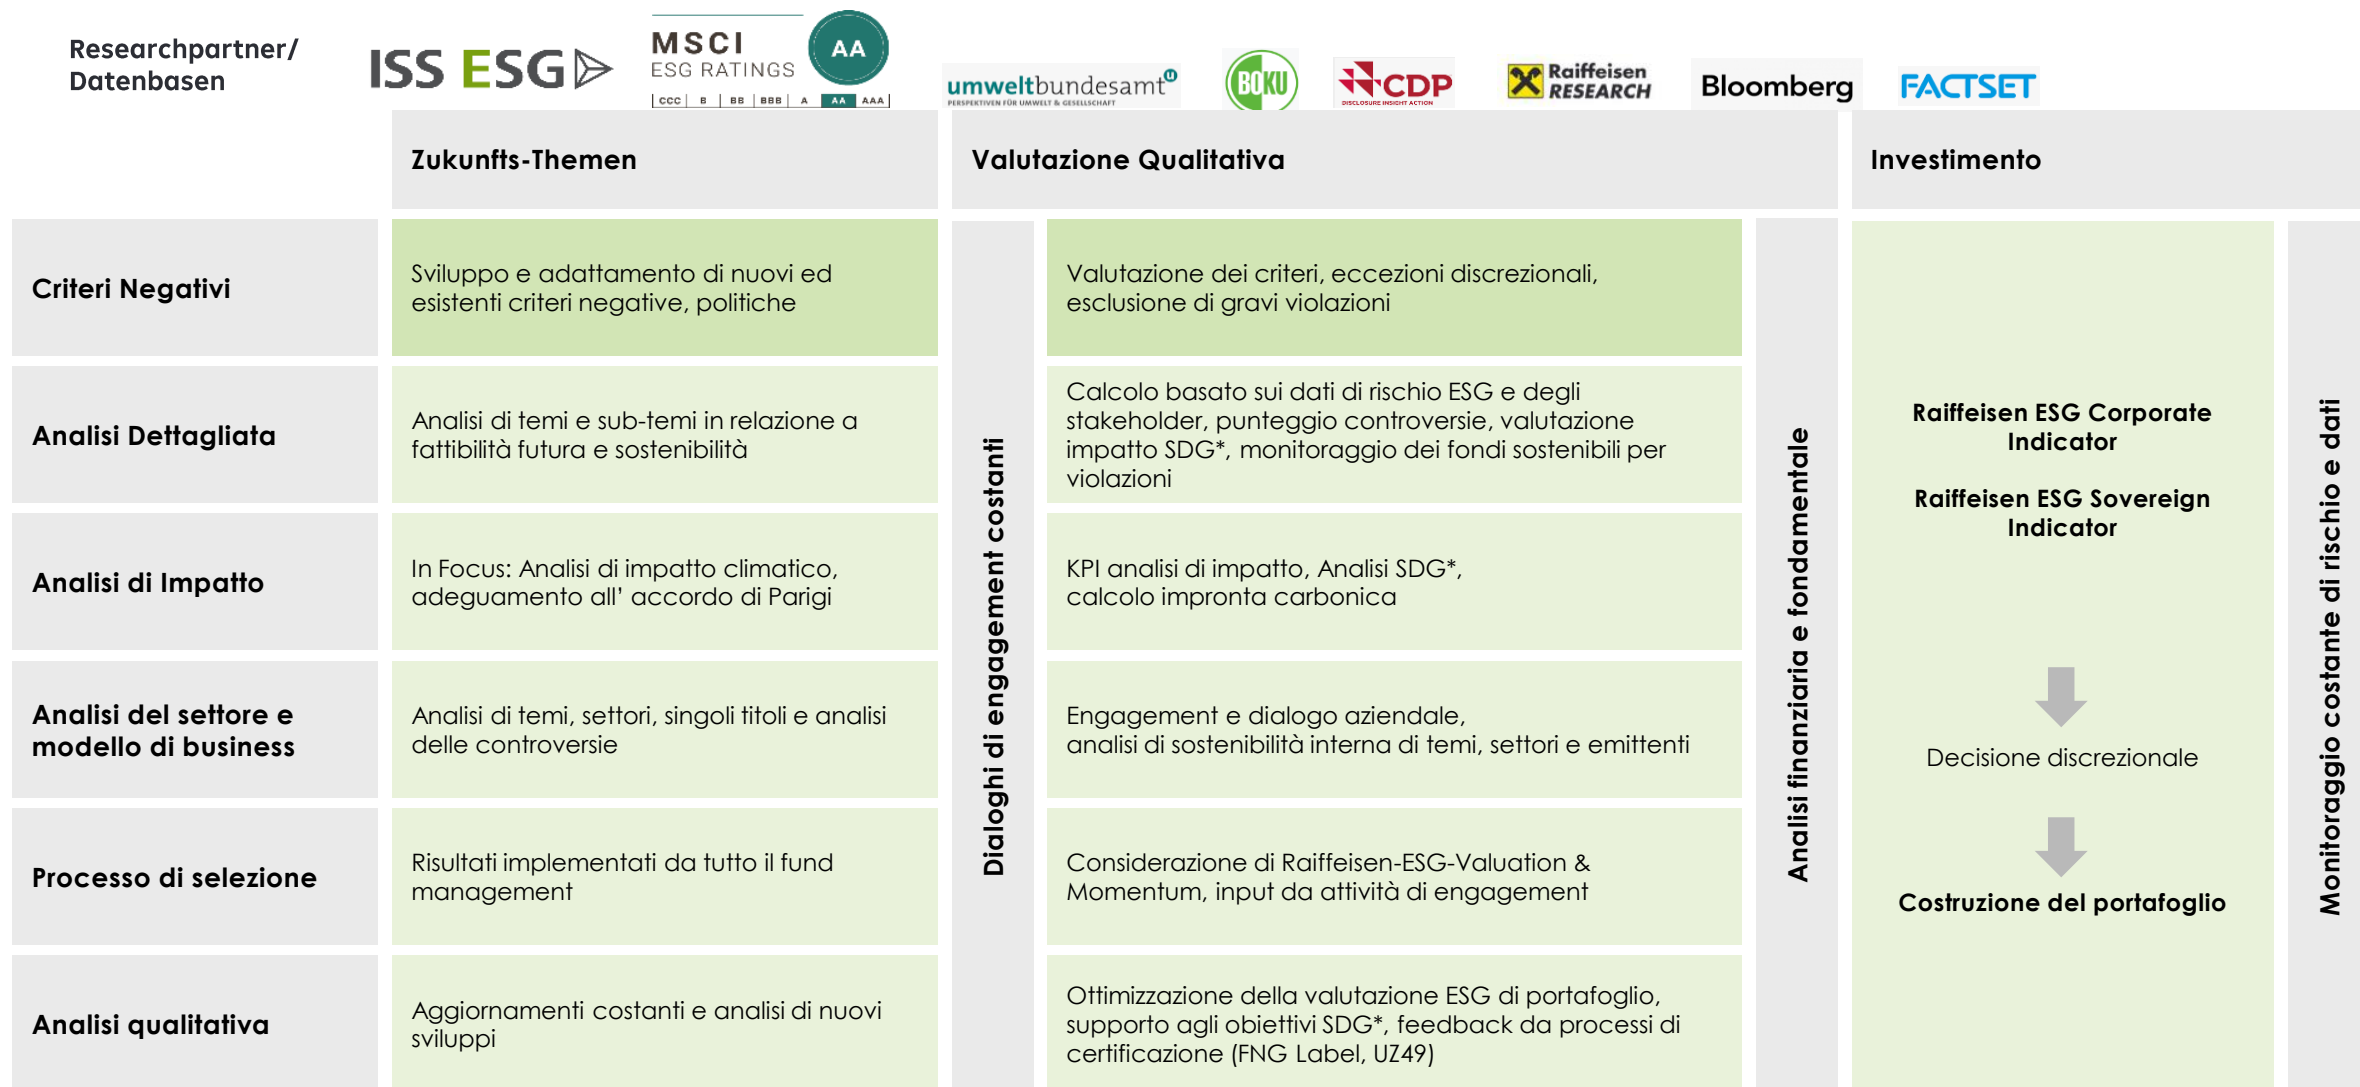 Researchpartner/
Datenbasen
ISS ESG
MSCI
ESG RATINGS
AA
CCC B BB BBB A AA AAA
umweltbundesamt
PERSPEKTIVEN FÜR UMWELT & GESELLSCHAFT
BOKU
CDP
DISCLOSURE INSIGHT ACTION
Raiffeisen
RESEARCH
Bloomberg
FACTSET
Zukunfts-Themen
Valutazione Qualitativa
Investimento
Criteri Negativi
Sviluppo e adattamento di nuovi ed
esistenti criteri negative, politiche
Valutazione dei criteri, eccezioni discrezionali,
esclusione di gravi violazioni
Analisi Dettagliata
Analisi di temi e sub-temi in relazione a
fattibilità futura e sostenibilità
Calcolo basato sui dati di rischio ESG e degli
stakeholder, punteggio controversie, valutazione
impatto SDG*, monitoraggio dei fondi sostenibili per
violazioni
Analisi di Impatto
In Focus: Analisi di impatto climatico,
adeguamento all' accordo di Parigi
KPI analisi di impatto, Analisi SDG*,
calcolo impronta carbonica
Analisi del settore e
modello di business
Analisi di temi, settori, singoli titoli e analisi
delle controversie
Engagement e dialogo aziendale,
analisi di sostenibilità interna di temi, settori e emittenti
Processo di selezione
Risultati implementati da tutto il fund
management
Considerazione di Raiffeisen-ESG-Valuation &
Momentum, input da attività di engagement
Analisi qualitativa
Aggiornamenti costanti e analisi di nuovi
sviluppi
Ottimizzazione della valutazione ESG di portafoglio,
supporto agli obiettivi SDG*, feedback da processi di
certificazione (FNG Label, UZ49)
Dialoghi di engagement costanti
Analisi finanziaria e fondamentale
Raiffeisen ESG Corporate
Indicator
Raiffeisen ESG Sovereign
Indicator
Decisione discrezionale
Costruzione del portafoglio
Monitoraggio costante di rischio e dati